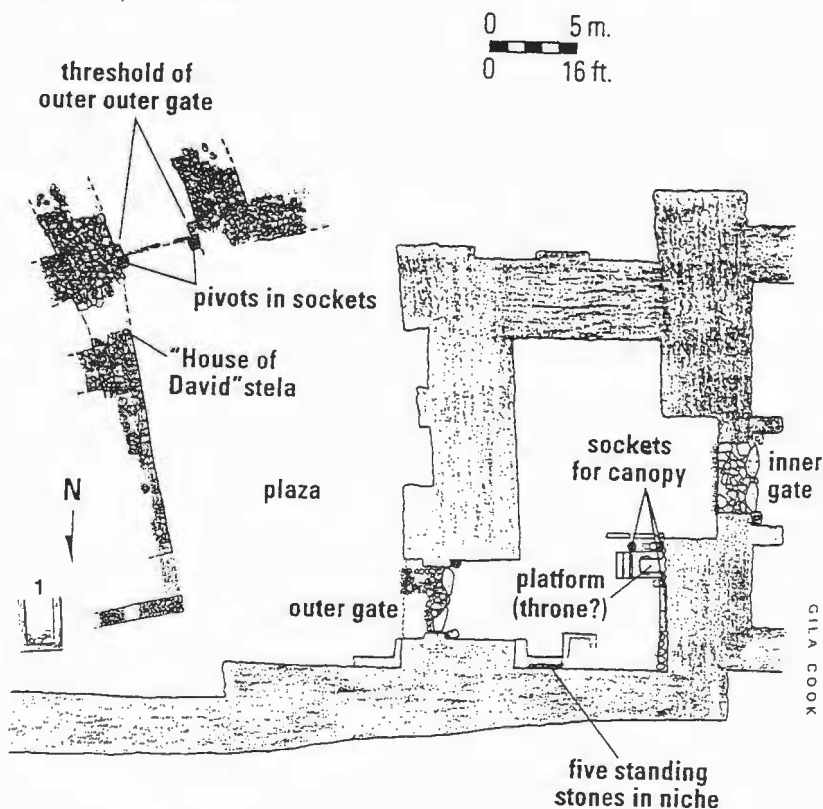 0 5 m.
0 16 ft.
threshold of
outer outer gate
pivots in sockets
"House of
David" stela
N
plaza
sockets
for canopy
inner
gate
platform
(throne?)
1
outer gate
GILA COOK
five standing
stones in niche